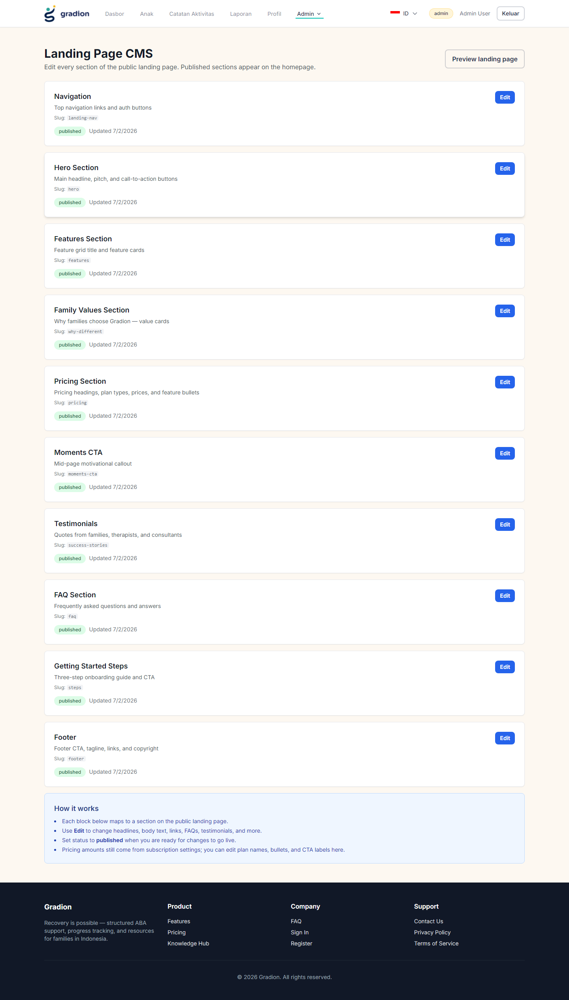 gradion
Dasbor
Anak
Catatan Aktivitas
Laporan
Profil
Admin
ID
admin
Admin User
Keluar
Landing Page CMS
Edit every section of the public landing page. Published sections appear on the homepage.
Preview landing page
Navigation
Edit
Top navigation links and auth buttons
Slug: landing-nav
published Updated 7/2/2026
Hero Section
Edit
Main headline, pitch, and call-to-action buttons
Slug: hero
published Updated 7/2/2026
Features Section
Edit
Feature grid title and feature cards
Slug: features
published Updated 7/2/2026
Family Values Section
Edit
Why families choose Gradion — value cards
Slug: why-different
published Updated 7/2/2026
Pricing Section
Edit
Pricing headings, plan types, prices, and feature bullets
Slug: pricing
published Updated 7/2/2026
Moments CTA
Edit
Mid-page motivational callout
Slug: moments-cta
published Updated 7/2/2026
Testimonials
Edit
Quotes from families, therapists, and consultants
Slug: success-stories
published Updated 7/2/2026
FAQ Section
Edit
Frequently asked questions and answers
Slug: faq
published Updated 7/2/2026
Getting Started Steps
Edit
Three-step onboarding guide and CTA
Slug: steps
published Updated 7/2/2026
Footer
Edit
Footer CTA, tagline, links, and copyright
Slug: footer
published Updated 7/2/2026
How it works
• Each block below maps to a section on the public landing page.
• Use Edit to change headlines, body text, links, FAQs, testimonials, and more.
• Set status to published when you are ready for changes to go live.
• Pricing amounts still come from subscription settings; you can edit plan names, bullets, and CTA labels here.
Gradion
Recovery is possible — structured ABA
support, progress tracking, and resources
for families in Indonesia.
Product
Features
Pricing
Knowledge Hub
Company
FAQ
Sign In
Register
Support
Contact Us
Privacy Policy
Terms of Service
© 2026 Gradion. All rights reserved.